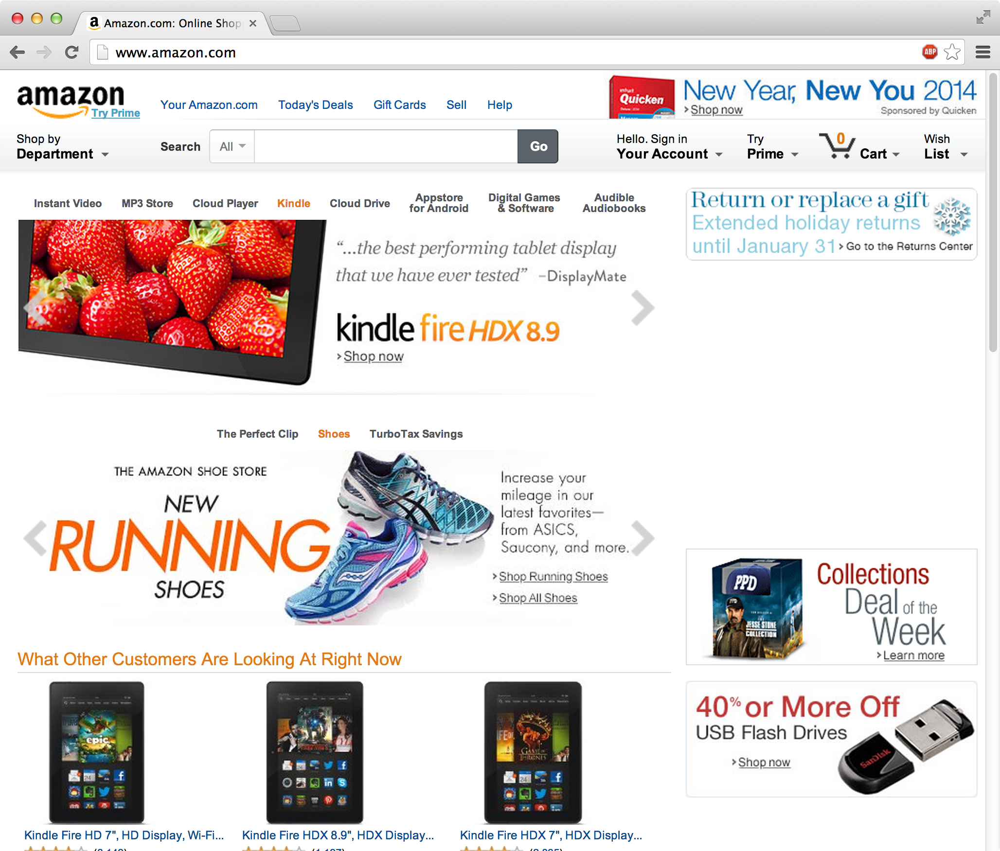 Amazon.com: Online Shop
www.amazon.com
ABP
amazon
Try Prime
Your Amazon.com
Today's Deals
Gift Cards
Sell
Help
intuit
Quicken
New Year, New You 2014
› Shop now
Sponsored by Quicken
Shop by
Department
Search
All
Go
Hello. Sign in
Your Account
Try
Prime
0
Cart
Wish
List
Instant Video
MP3 Store
Cloud Player
Kindle
Cloud Drive
Appstore
for Android
Digital Games
& Software
Audible
Audiobooks
Return or replace a gift
Extended holiday returns
until January 31 › Go to the Returns Center
“...the best performing tablet display
that we have ever tested” –DisplayMate
kindle fire HDX 8.9
› Shop now
The Perfect Clip
Shoes
TurboTax Savings
THE AMAZON SHOE STORE
NEW
RUNNING
SHOES
Increase your
mileage in our
latest favorites—
from ASICS,
Saucony, and more.
› Shop Running Shoes
› Shop All Shoes
PPD
JESSE STONE
COLLECTION
Collections
Deal of the
Week
› Learn more
What Other Customers Are Looking At Right Now
epic
GAME OF
THRONES
40% or More Off
USB Flash Drives
› Shop now
SanDisk
Kindle Fire HD 7", HD Display, Wi-Fi...
Kindle Fire HDX 8.9", HDX Display...
Kindle Fire HDX 7", HDX Display...